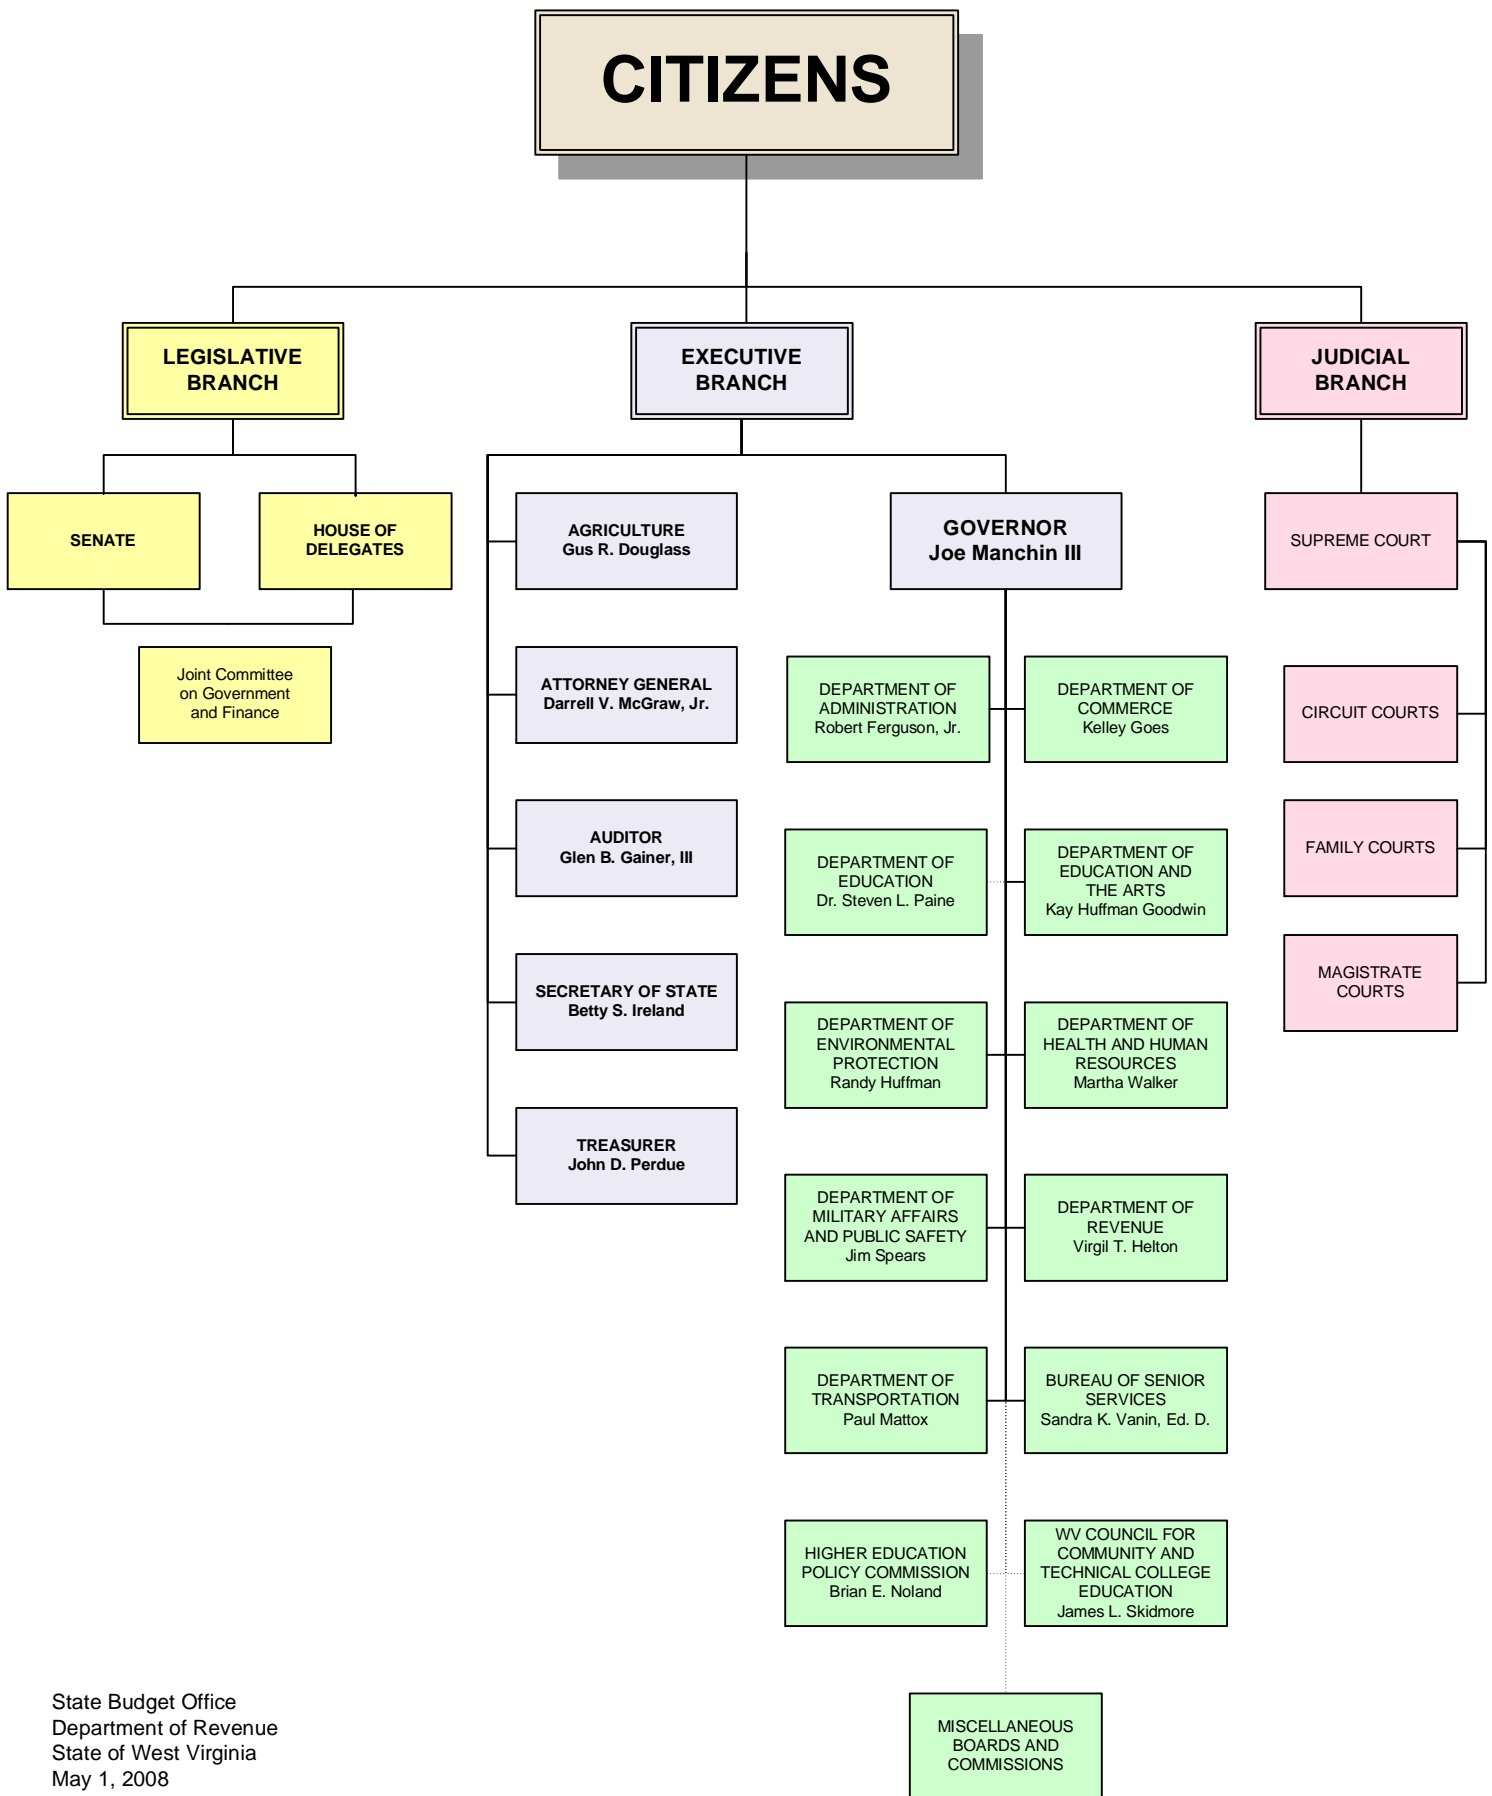 CITIZENS
LEGISLATIVE
BRANCH
EXECUTIVE
BRANCH
JUDICIAL
BRANCH
SENATE
HOUSE OF
DELEGATES
Joint Committee
on Government
and Finance
AGRICULTURE
Gus R. Douglass
ATTORNEY GENERAL
Darrell V. McGraw, Jr.
AUDITOR
Glen B. Gainer, III
SECRETARY OF STATE
Betty S. Ireland
TREASURER
John D. Perdue
GOVERNOR
Joe Manchin III
DEPARTMENT OF
ADMINISTRATION
Robert Ferguson, Jr.
DEPARTMENT OF
COMMERCE
Kelley Goes
DEPARTMENT OF
EDUCATION
Dr. Steven L. Paine
DEPARTMENT OF
EDUCATION AND
THE ARTS
Kay Huffman Goodwin
DEPARTMENT OF
ENVIRONMENTAL
PROTECTION
Randy Huffman
DEPARTMENT OF
HEALTH AND HUMAN
RESOURCES
Martha Walker
DEPARTMENT OF
MILITARY AFFAIRS
AND PUBLIC SAFETY
Jim Spears
DEPARTMENT OF
REVENUE
Virgil T. Helton
DEPARTMENT OF
TRANSPORTATION
Paul Mattox
BUREAU OF SENIOR
SERVICES
Sandra K. Vanin, Ed. D.
HIGHER EDUCATION
POLICY COMMISSION
Brian E. Noland
WV COUNCIL FOR
COMMUNITY AND
TECHNICAL COLLEGE
EDUCATION
James L. Skidmore
MISCELLANEOUS
BOARDS AND
COMMISSIONS
SUPREME COURT
CIRCUIT COURTS
FAMILY COURTS
MAGISTRATE
COURTS
State Budget Office
Department of Revenue
State of West Virginia
May 1, 2008